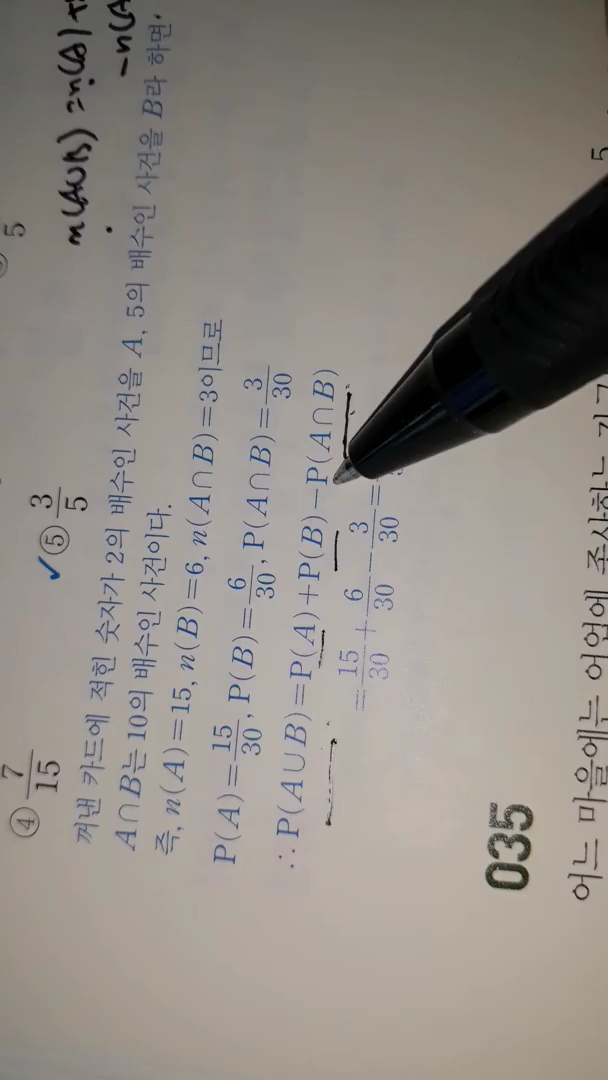 5
④ 7/15 ⑤ 3/5
n(A∪B) = n(A) +
-n(A
꺼낸 카드에 적힌 숫자가 2의 배수인 사건을 A, 5의 배수인 사건을 B라 하면,
A∩B는 10의 배수인 사건이다.
즉, n(A)=15, n(B)=6, n(A∩B)=3이므로
P(A)=15/30, P(B)=6/30, P(A∩B)=3/30
∴ P(A∪B)=P(A)+P(B)-P(A∩B)
=15/30+6/30-3/30=
035
어느 마을에는
5